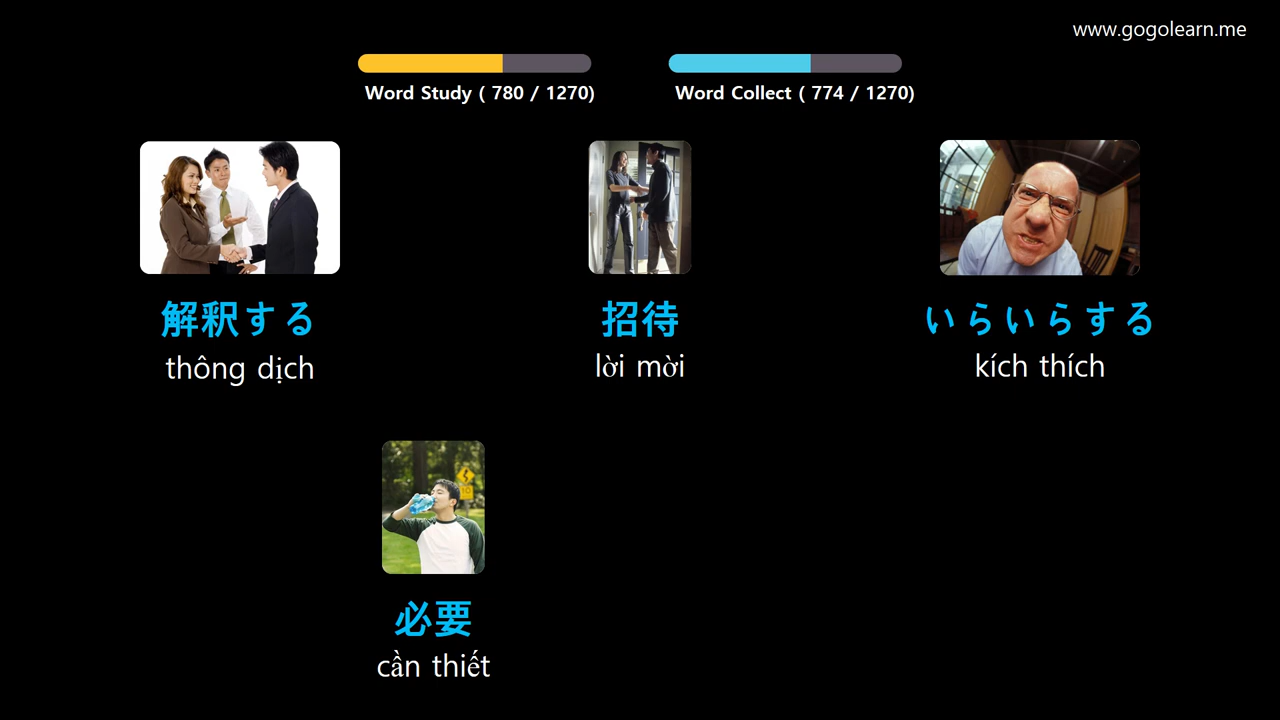 www.gogolearn.me
Word Study ( 780 / 1270)
Word Collect ( 774 / 1270)
解釈する
thông dịch
招待
lời mời
いらいらする
kích thích
必要
cần thiết